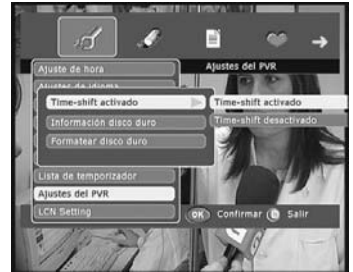 Ajuste de hora
Ajustes del PVR
Ajustes de idioma
Time-shift activado
Time-shift activado
Información disco duro
Time-shift desactivado
Formatear disco duro
Lista de temporizador
Ajustes del PVR
LCN Setting
OK Confirmar Salir